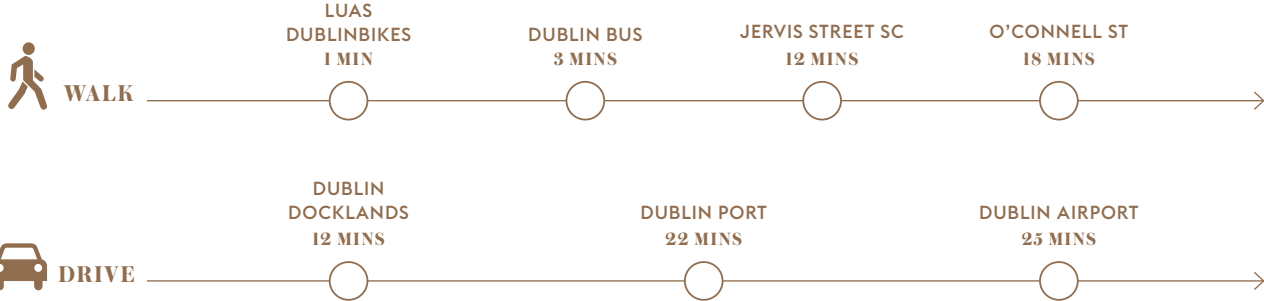 LUAS
DUBLINBIKES
1 MIN
DUBLIN BUS
3 MINS
JERVIS STREET SC
12 MINS
O'CONNELL ST
18 MINS
WALK
DUBLIN
DOCKLANDS
12 MINS
DUBLIN PORT
22 MINS
DUBLIN AIRPORT
25 MINS
DRIVE